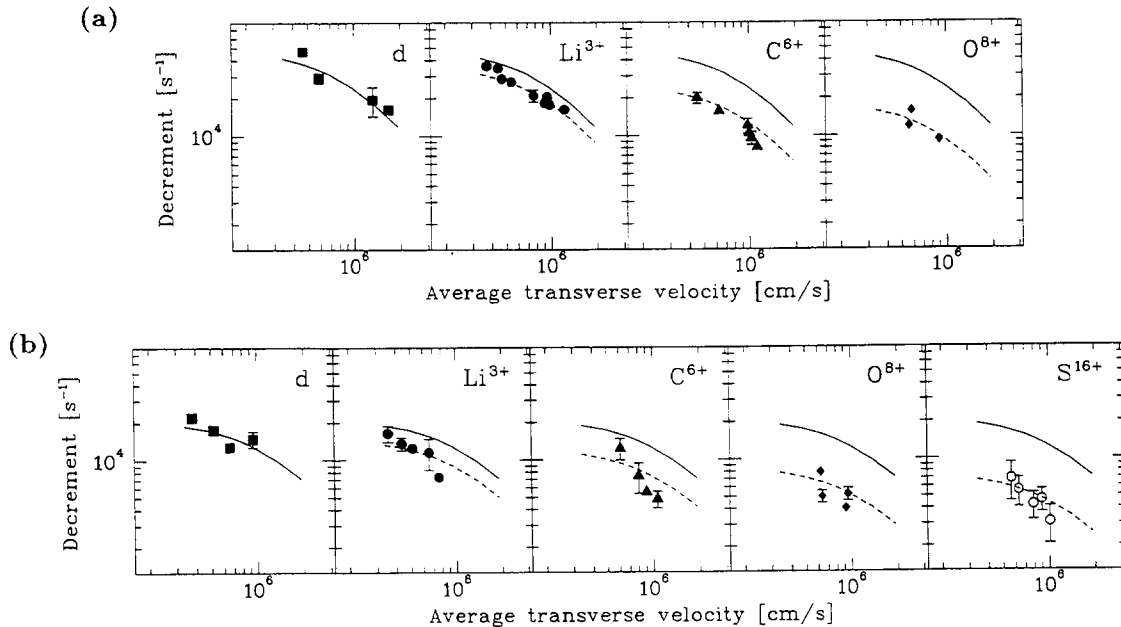 (a)
d
Li³⁺
C⁶⁺
O⁸⁺
Decrement [s⁻¹]
10⁴
10⁶
10⁶
10⁶
10⁶
Average transverse velocity [cm/s]
(b)
d
Li³⁺
C⁶⁺
O⁸⁺
S¹⁶⁺
Decrement [s⁻¹]
10⁴
10⁶
10⁶
10⁶
10⁶
10⁶
Average transverse velocity [cm/s]